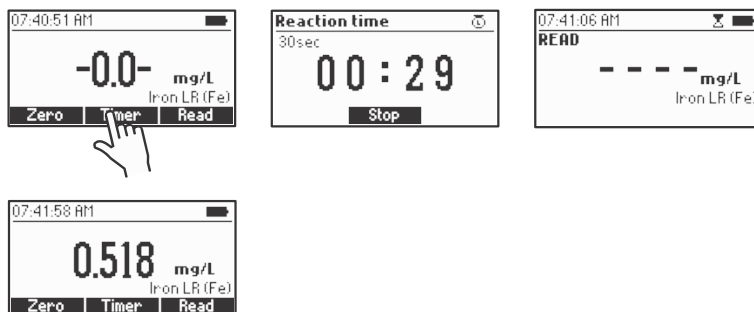 07:40:51 AM
-0.0- mg/L
Iron LR (Fe)
Zero Timer Read
Reaction time
30sec
00:29
Stop
07:41:06 AM
READ
---- mg/L
Iron LR (Fe)
07:41:58 AM
0.518 mg/L
Iron LR (Fe)
Zero Timer Read